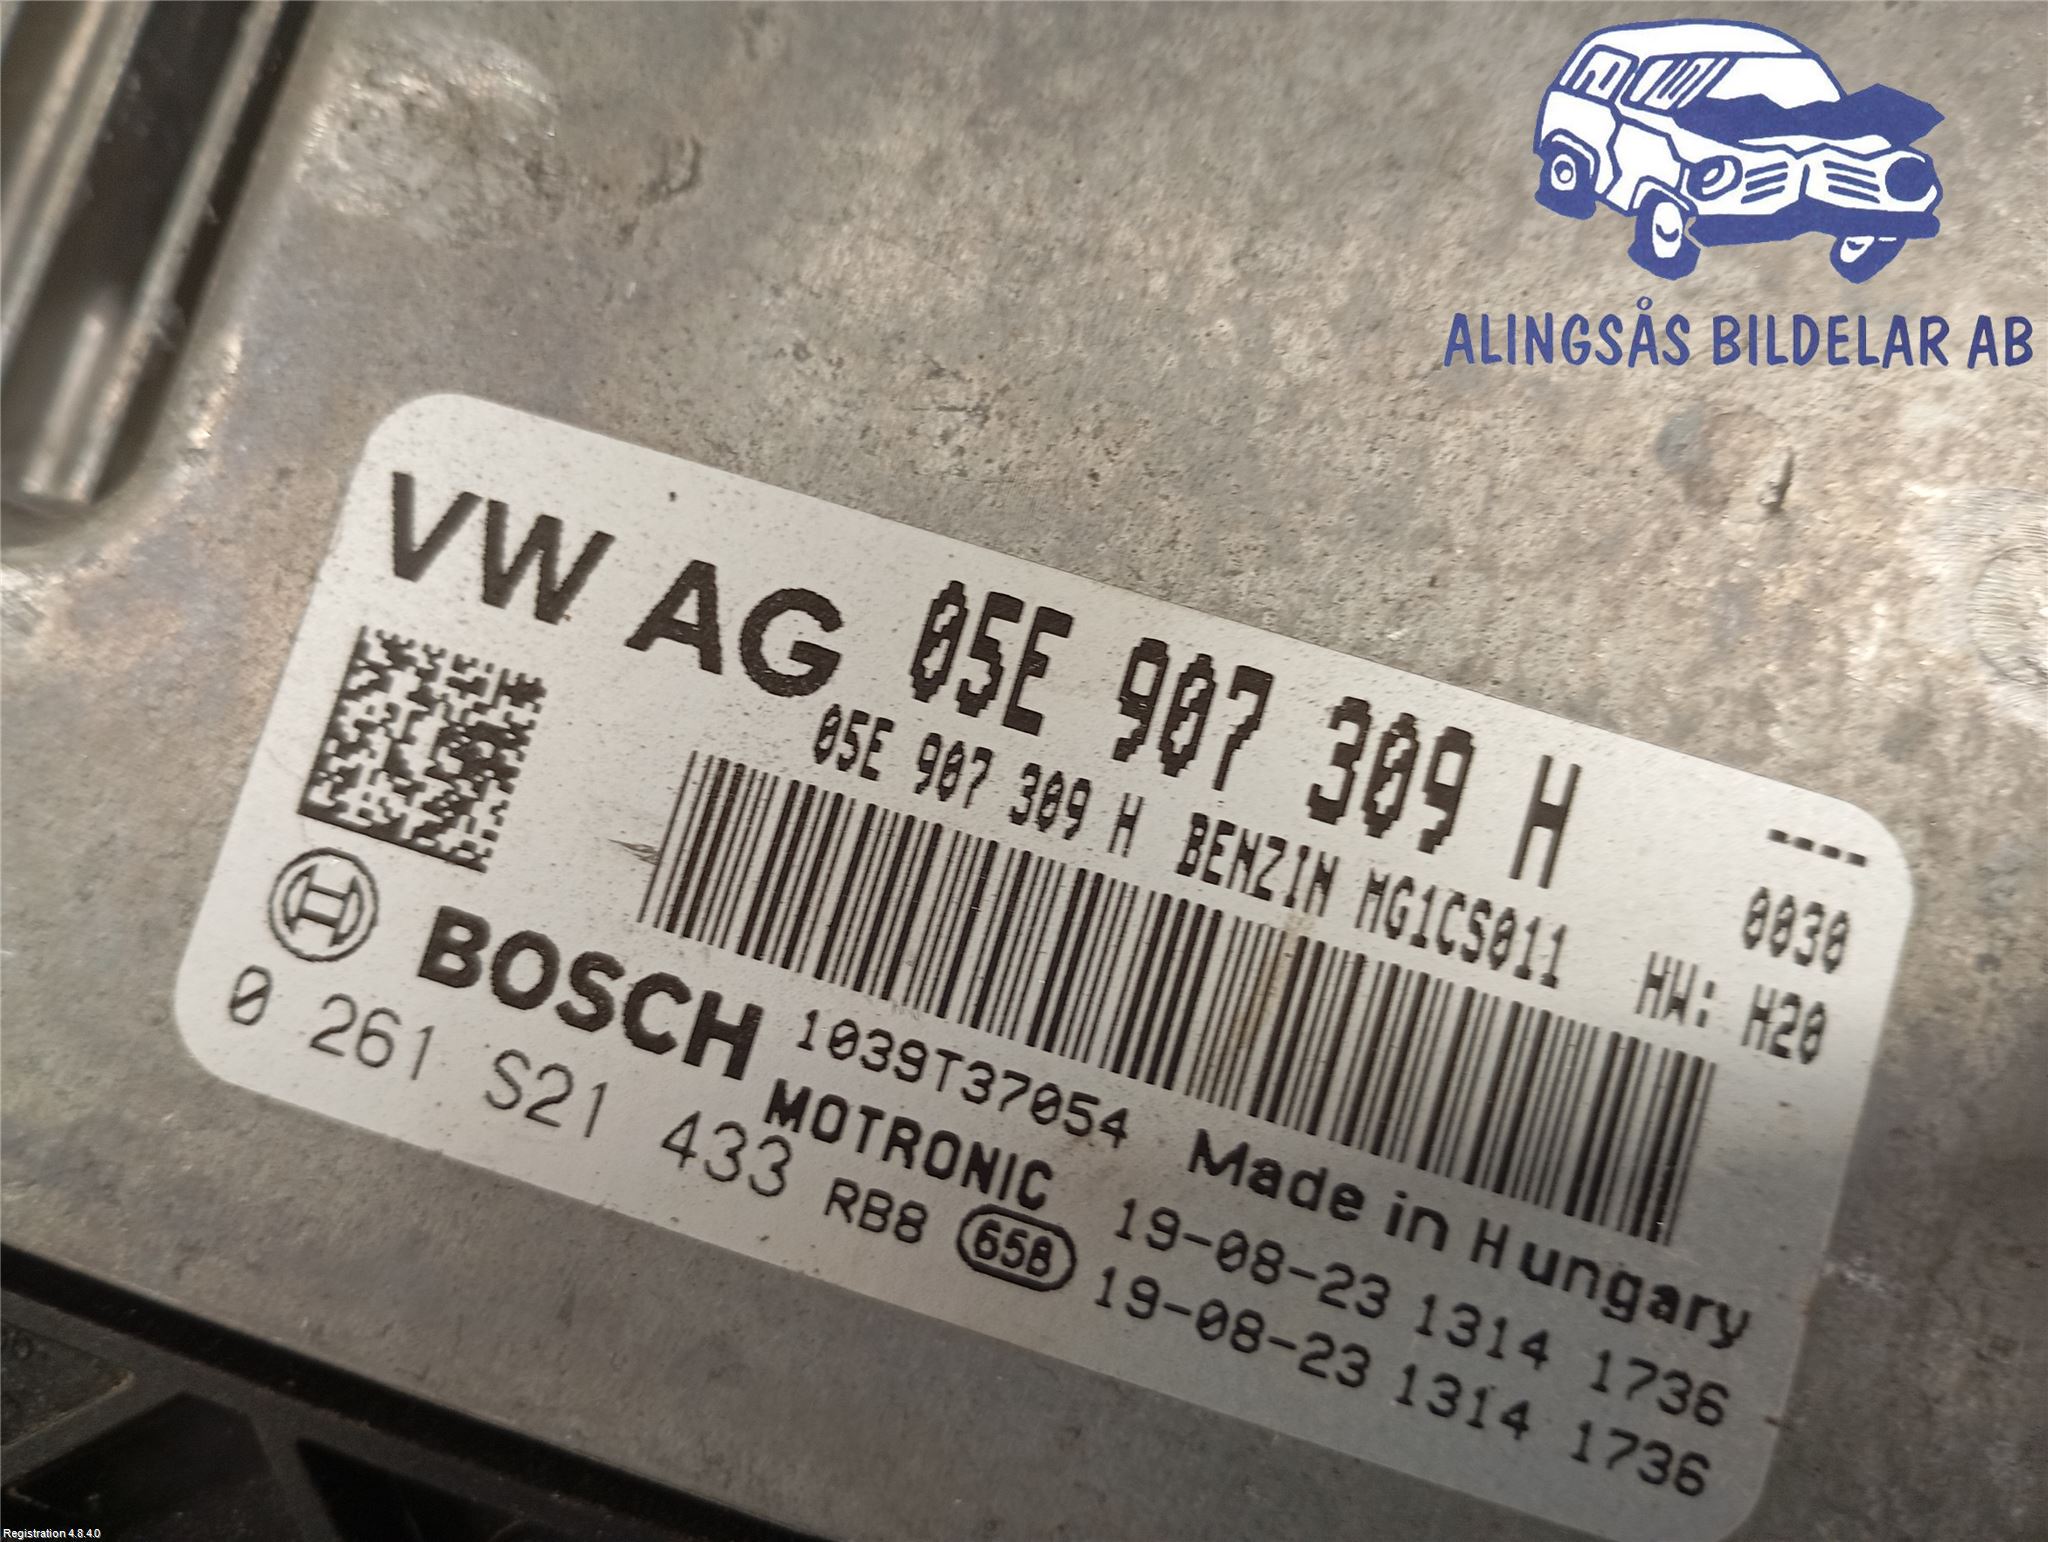 ALINGSÅS BILDELAR AB
VW AG 05E 907 309 H ----
05E 907 309 H BENZIN MG1CS011 0030
HW: H20
BOSCH 1039T37054 Made in Hungary
MOTRONIC 19-08-23 1314 1736
0 261 S21 433 RB8 658 19-08-23 1314 1736
Registration 4.8.4.0